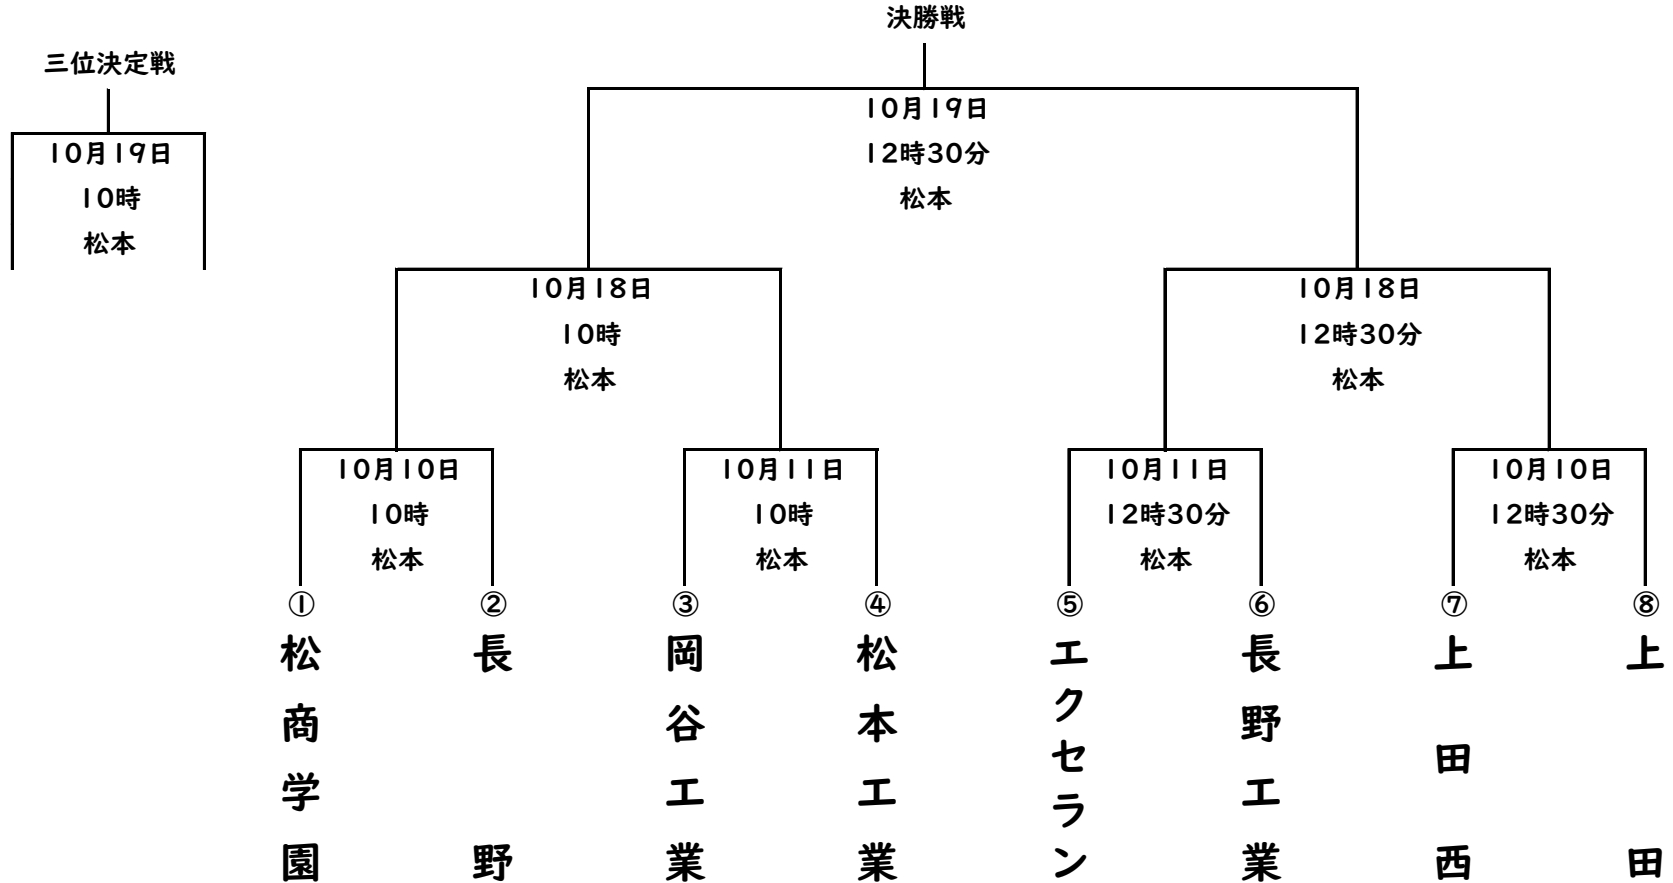 決勝戦
三位決定戦
10月19日
12時30分
松本
10月19日
10時
松本
10月18日
10時
松本
10月18日
12時30分
松本
10月10日
10時
松本
10月11日
10時
松本
10月11日
12時30分
松本
10月10日
12時30分
松本
①
松商学園
②
長野
③
岡谷工業
④
松本工業
⑤
エクセラン
⑥
長野工業
⑦
上田西
⑧
上田